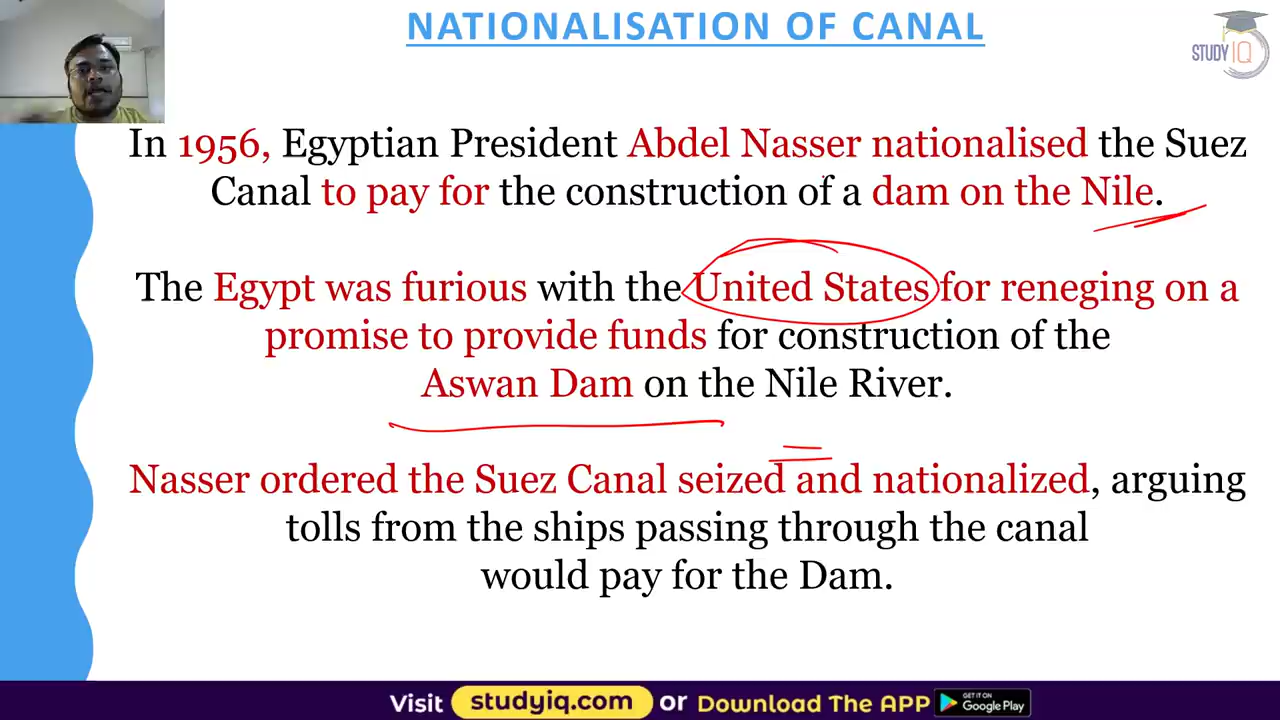 NATIONALISATION OF CANAL
STUDY IQ
In 1956, Egyptian President Abdel Nasser nationalised the Suez
Canal to pay for the construction of a dam on the Nile.
The Egypt was furious with the United States for reneging on a
promise to provide funds for construction of the
Aswan Dam on the Nile River.
Nasser ordered the Suez Canal seized and nationalized, arguing
tolls from the ships passing through the canal
would pay for the Dam.
Visit studyiq.com or Download The APP GET IT ON Google Play